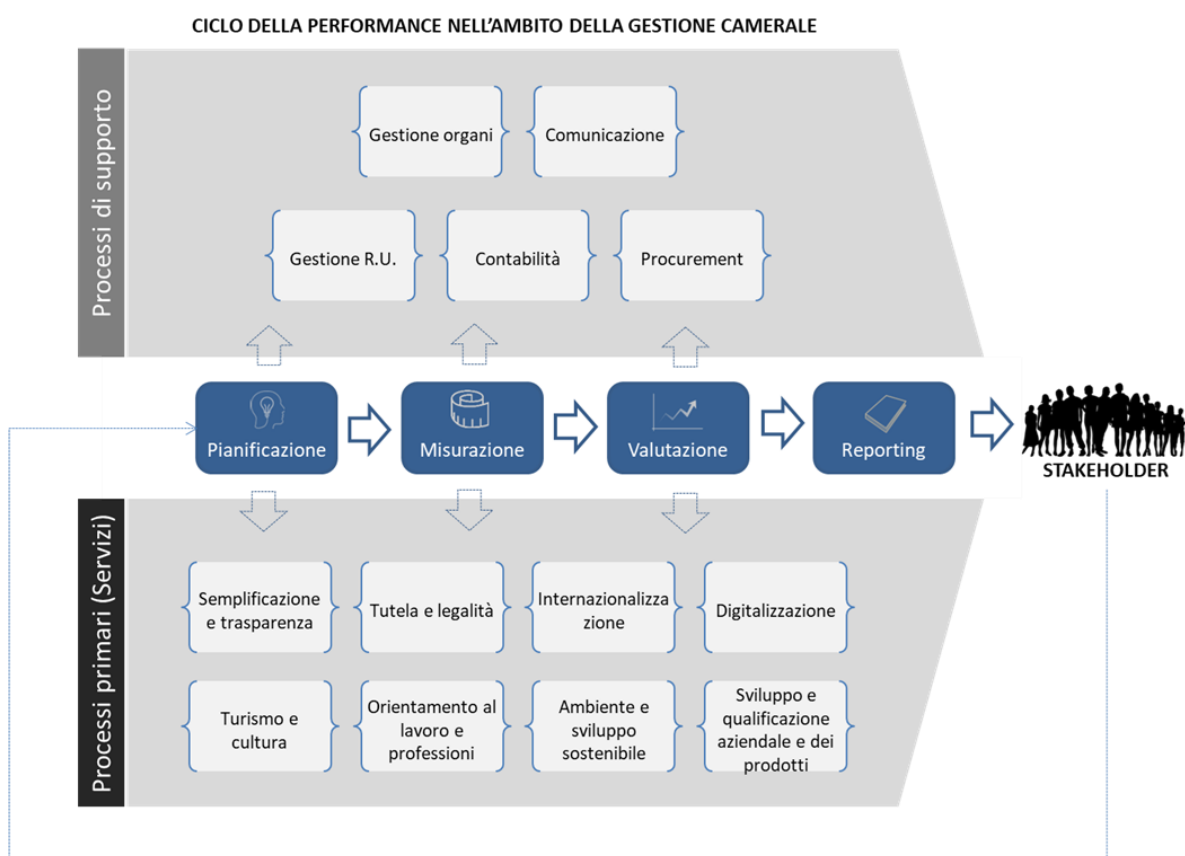 CICLO DELLA PERFORMANCE NELL'AMBITO DELLA GESTIONE CAMERALE
Processi di supporto
Gestione organi
Comunicazione
Gestione R.U.
Contabilità
Procurement
Pianificazione
Misurazione
Valutazione
Reporting
STAKEHOLDER
Processi primari (Servizi)
Semplificazione
e trasparenza
Tutela e legalità
Internazionalizza
zione
Digitalizzazione
Turismo e
cultura
Orientamento al
lavoro e
professioni
Ambiente e
sviluppo
sostenibile
Sviluppo e
qualificazione
aziendale e dei
prodotti